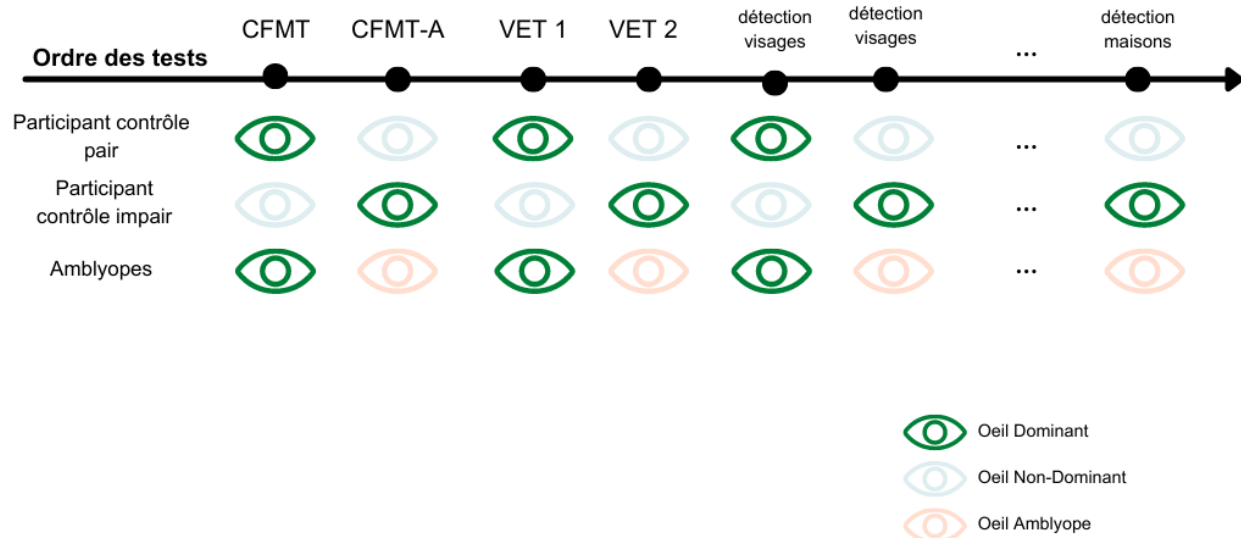 CFMT
CFMT-A
VET 1
VET 2
détection
visages
détection
visages
...
détection
maisons
Ordre des tests
Participant contrôle
pair
...
Participant
contrôle impair
...
Amblyopes
...
Oeil Dominant
Oeil Non-Dominant
Oeil Amblyope